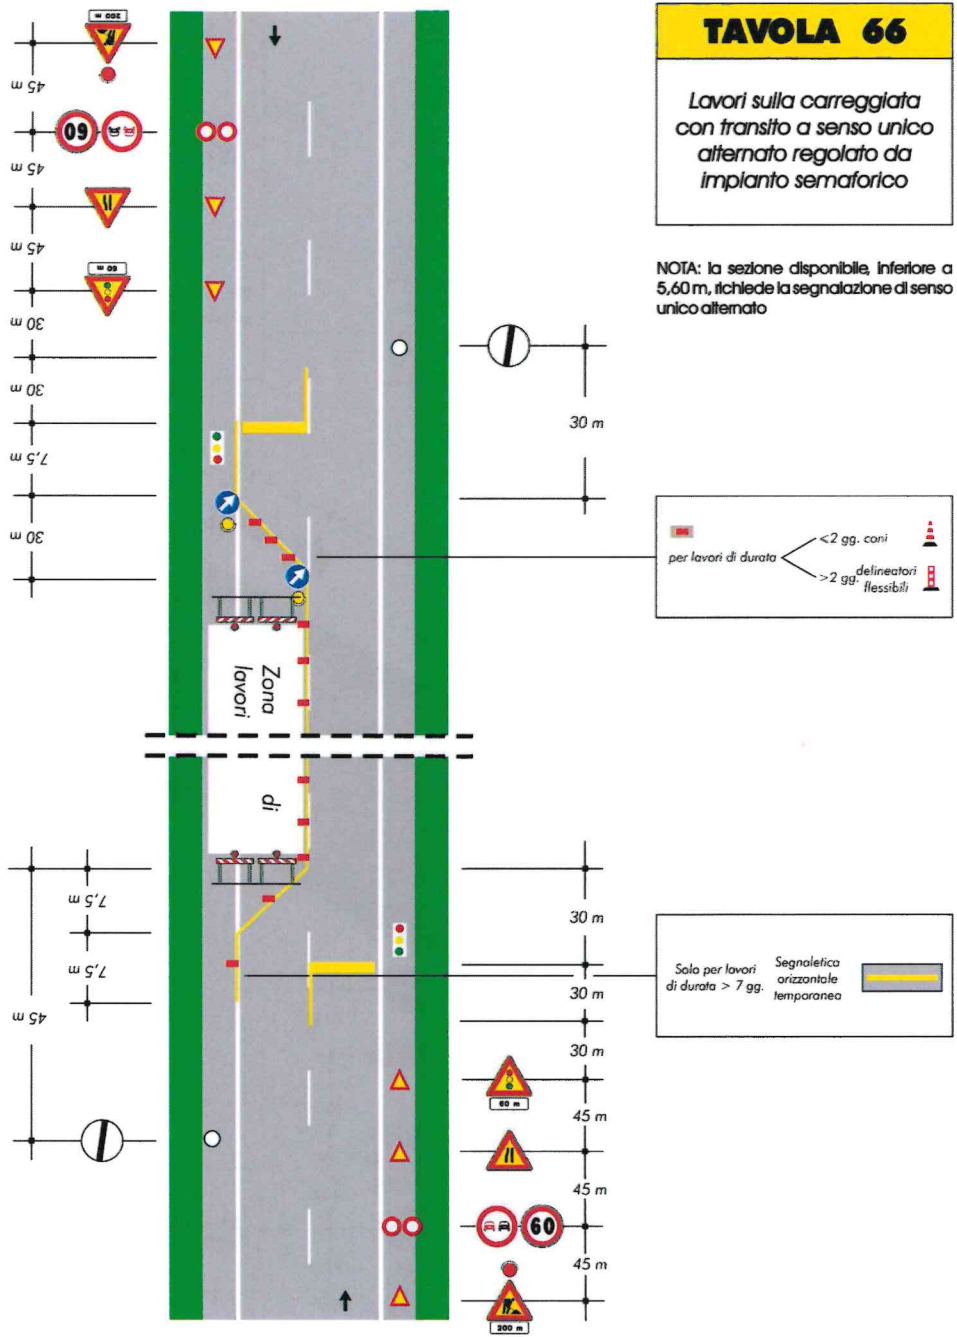 TAVOLA 66
Lavori sulla carreggiata
con transito a senso unico
alternato regolato da
impianto semaforico
NOTA: la sezione disponibile, inferiore a
5,60 m, richiede la segnalazione di senso
unico alternato
200 m
45 m
60
45 m
45 m
60 m
30 m
30 m
7,5 m
30 m
30 m
per lavori di durata
<2 gg. coni
>2 gg. delineatori
flessibili
Zona
lavori
di
7,5 m
7,5 m
45 m
30 m
30 m
30 m
Solo per lavori
di durata > 7 gg.
Segnaletica
orizzontale
temporanea
60 m
45 m
45 m
60
45 m
200 m